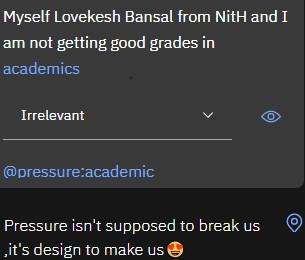 Myself Lovekesh Bansal from NitH and I
am not getting good grades in
academics
Irrelevant
@pressure:academic
Pressure isn't supposed to break us
,it's design to make us😍